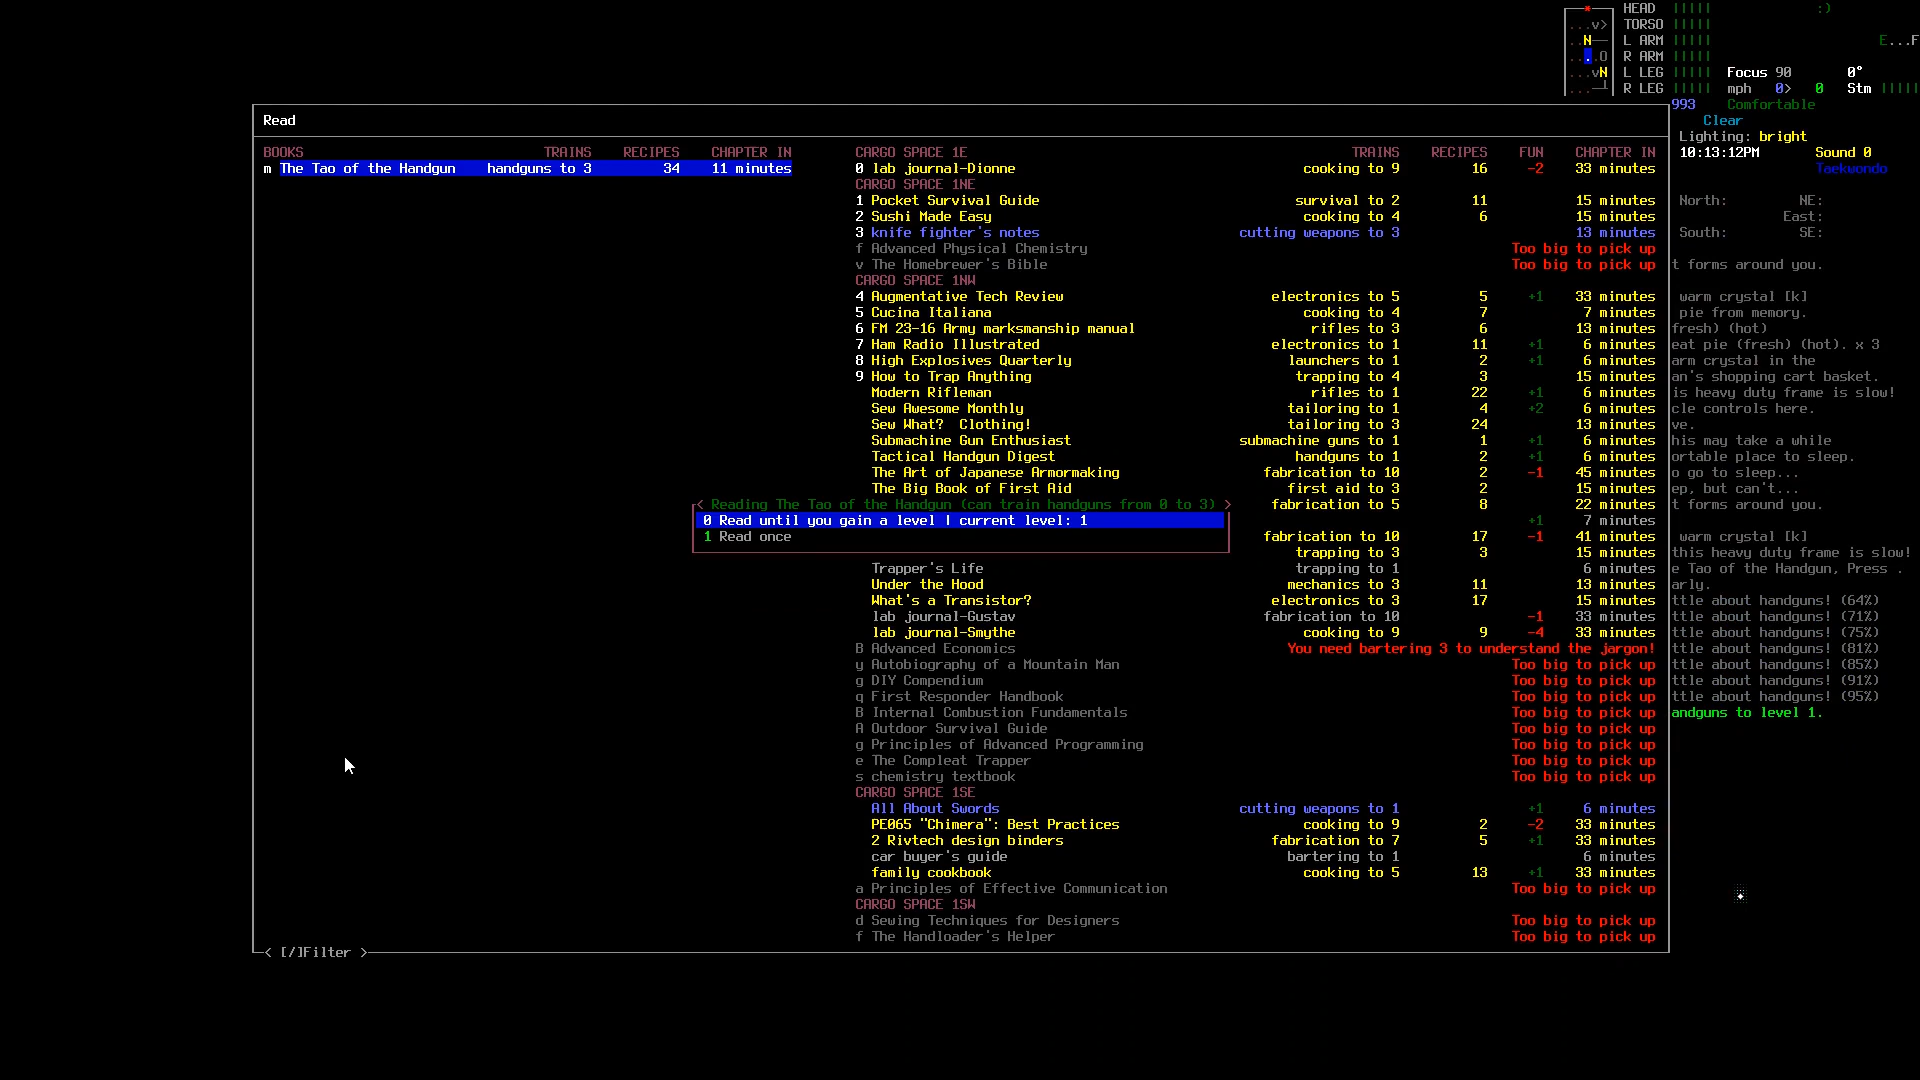 HEAD ||||| :)
...v> TORSO |||||
..N── L ARM ||||| E...F
...O R ARM |||||
...vN L LEG ||||| Focus 90 0°
R LEG ||||| mph 0> 0 Stm |||||
993 Comfortable
Clear
Lighting: bright
10:13:12PM Sound 0
Taekwondo
North: NE:
East:
South: SE:
Read
BOOKS TRAINS RECIPES CHAPTER IN
m The Tao of the Handgun handguns to 3 34 11 minutes
CARGO SPACE 1E TRAINS RECIPES FUN CHAPTER IN
0 lab journal-Dionne cooking to 9 16 -2 33 minutes
CARGO SPACE 1NE
1 Pocket Survival Guide survival to 2 11 15 minutes
2 Sushi Made Easy cooking to 4 6 15 minutes
3 knife fighter's notes cutting weapons to 3 13 minutes
f Advanced Physical Chemistry Too big to pick up
v The Homebrewer's Bible Too big to pick up
CARGO SPACE 1NW
4 Augmentative Tech Review electronics to 5 5 +1 33 minutes
5 Cucina Italiana cooking to 4 7 7 minutes
6 FM 23-16 Army marksmanship manual rifles to 3 6 13 minutes
7 Ham Radio Illustrated electronics to 1 11 +1 6 minutes
8 High Explosives Quarterly launchers to 1 2 +1 6 minutes
9 How to Trap Anything trapping to 4 3 15 minutes
Modern Rifleman rifles to 1 22 +1 6 minutes
Sew Awesome Monthly tailoring to 1 4 +2 6 minutes
Sew What?  Clothing! tailoring to 3 24 13 minutes
Submachine Gun Enthusiast submachine guns to 1 1 +1 6 minutes
Tactical Handgun Digest handguns to 1 2 +1 6 minutes
The Art of Japanese Armormaking fabrication to 10 2 -1 45 minutes
The Big Book of First Aid first aid to 3 2 15 minutes
fabrication to 5 8 22 minutes
+1 7 minutes
fabrication to 10 17 -1 41 minutes
trapping to 3 3 15 minutes
Trapper's Life trapping to 1 6 minutes
Under the Hood mechanics to 3 11 13 minutes
What's a Transistor? electronics to 3 17 15 minutes
lab journal-Gustav fabrication to 10 -1 33 minutes
lab journal-Smythe cooking to 9 9 -4 33 minutes
B Advanced Economics You need bartering 3 to understand the jargon!
y Autobiography of a Mountain Man Too big to pick up
g DIY Compendium Too big to pick up
q First Responder Handbook Too big to pick up
B Internal Combustion Fundamentals Too big to pick up
A Outdoor Survival Guide Too big to pick up
g Principles of Advanced Programming Too big to pick up
e The Compleat Trapper Too big to pick up
s chemistry textbook Too big to pick up
CARGO SPACE 1SE
All About Swords cutting weapons to 1 +1 6 minutes
PE065 "Chimera": Best Practices cooking to 9 2 -2 33 minutes
2 Rivtech design binders fabrication to 7 5 +1 33 minutes
car buyer's guide bartering to 1 6 minutes
family cookbook cooking to 5 13 +1 33 minutes
a Principles of Effective Communication Too big to pick up
CARGO SPACE 1SW
d Sewing Techniques for Designers Too big to pick up
f The Handloader's Helper Too big to pick up
< [/]Filter >
< Reading The Tao of the Handgun (can train handguns from 0 to 3) >
0 Read until you gain a level | current level: 1
1 Read once
t forms around you.
warm crystal [k]
pie from memory.
fresh) (hot)
eat pie (fresh) (hot). x 3
arm crystal in the
an's shopping cart basket.
is heavy duty frame is slow!
cle controls here.
ve.
his may take a while
ortable place to sleep.
o go to sleep...
ep, but can't...
t forms around you.
warm crystal [k]
this heavy duty frame is slow!
e Tao of the Handgun, Press .
arly.
ttle about handguns! (64%)
ttle about handguns! (71%)
ttle about handguns! (75%)
ttle about handguns! (81%)
ttle about handguns! (85%)
ttle about handguns! (91%)
ttle about handguns! (95%)
andguns to level 1.